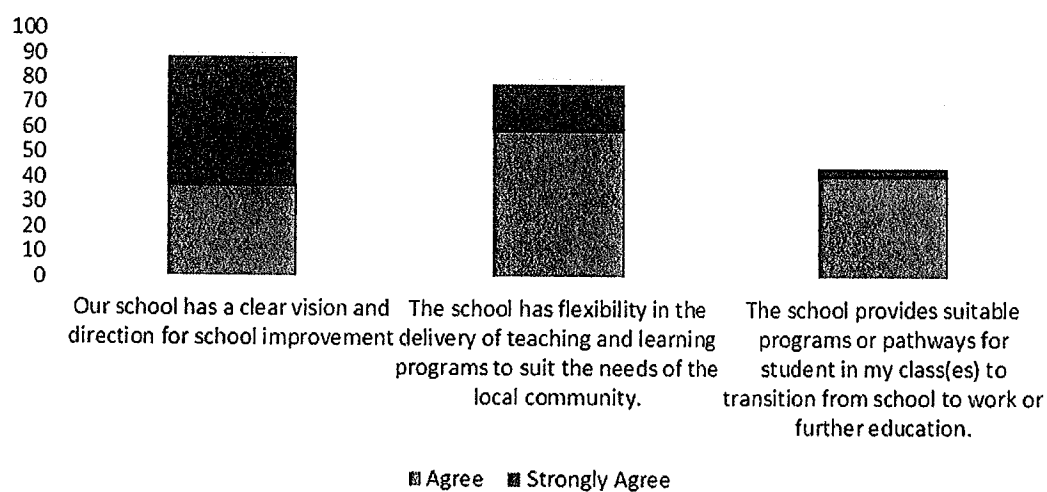 100
90
80
70
60
50
40
30
20
10
0
Our school has a clear vision and
direction for school improvement
The school has flexibility in the
delivery of teaching and learning
programs to suit the needs of the
local community.
The school provides suitable
programs or pathways for
student in my class(es) to
transition from school to work or
further education.
Agree Strongly Agree